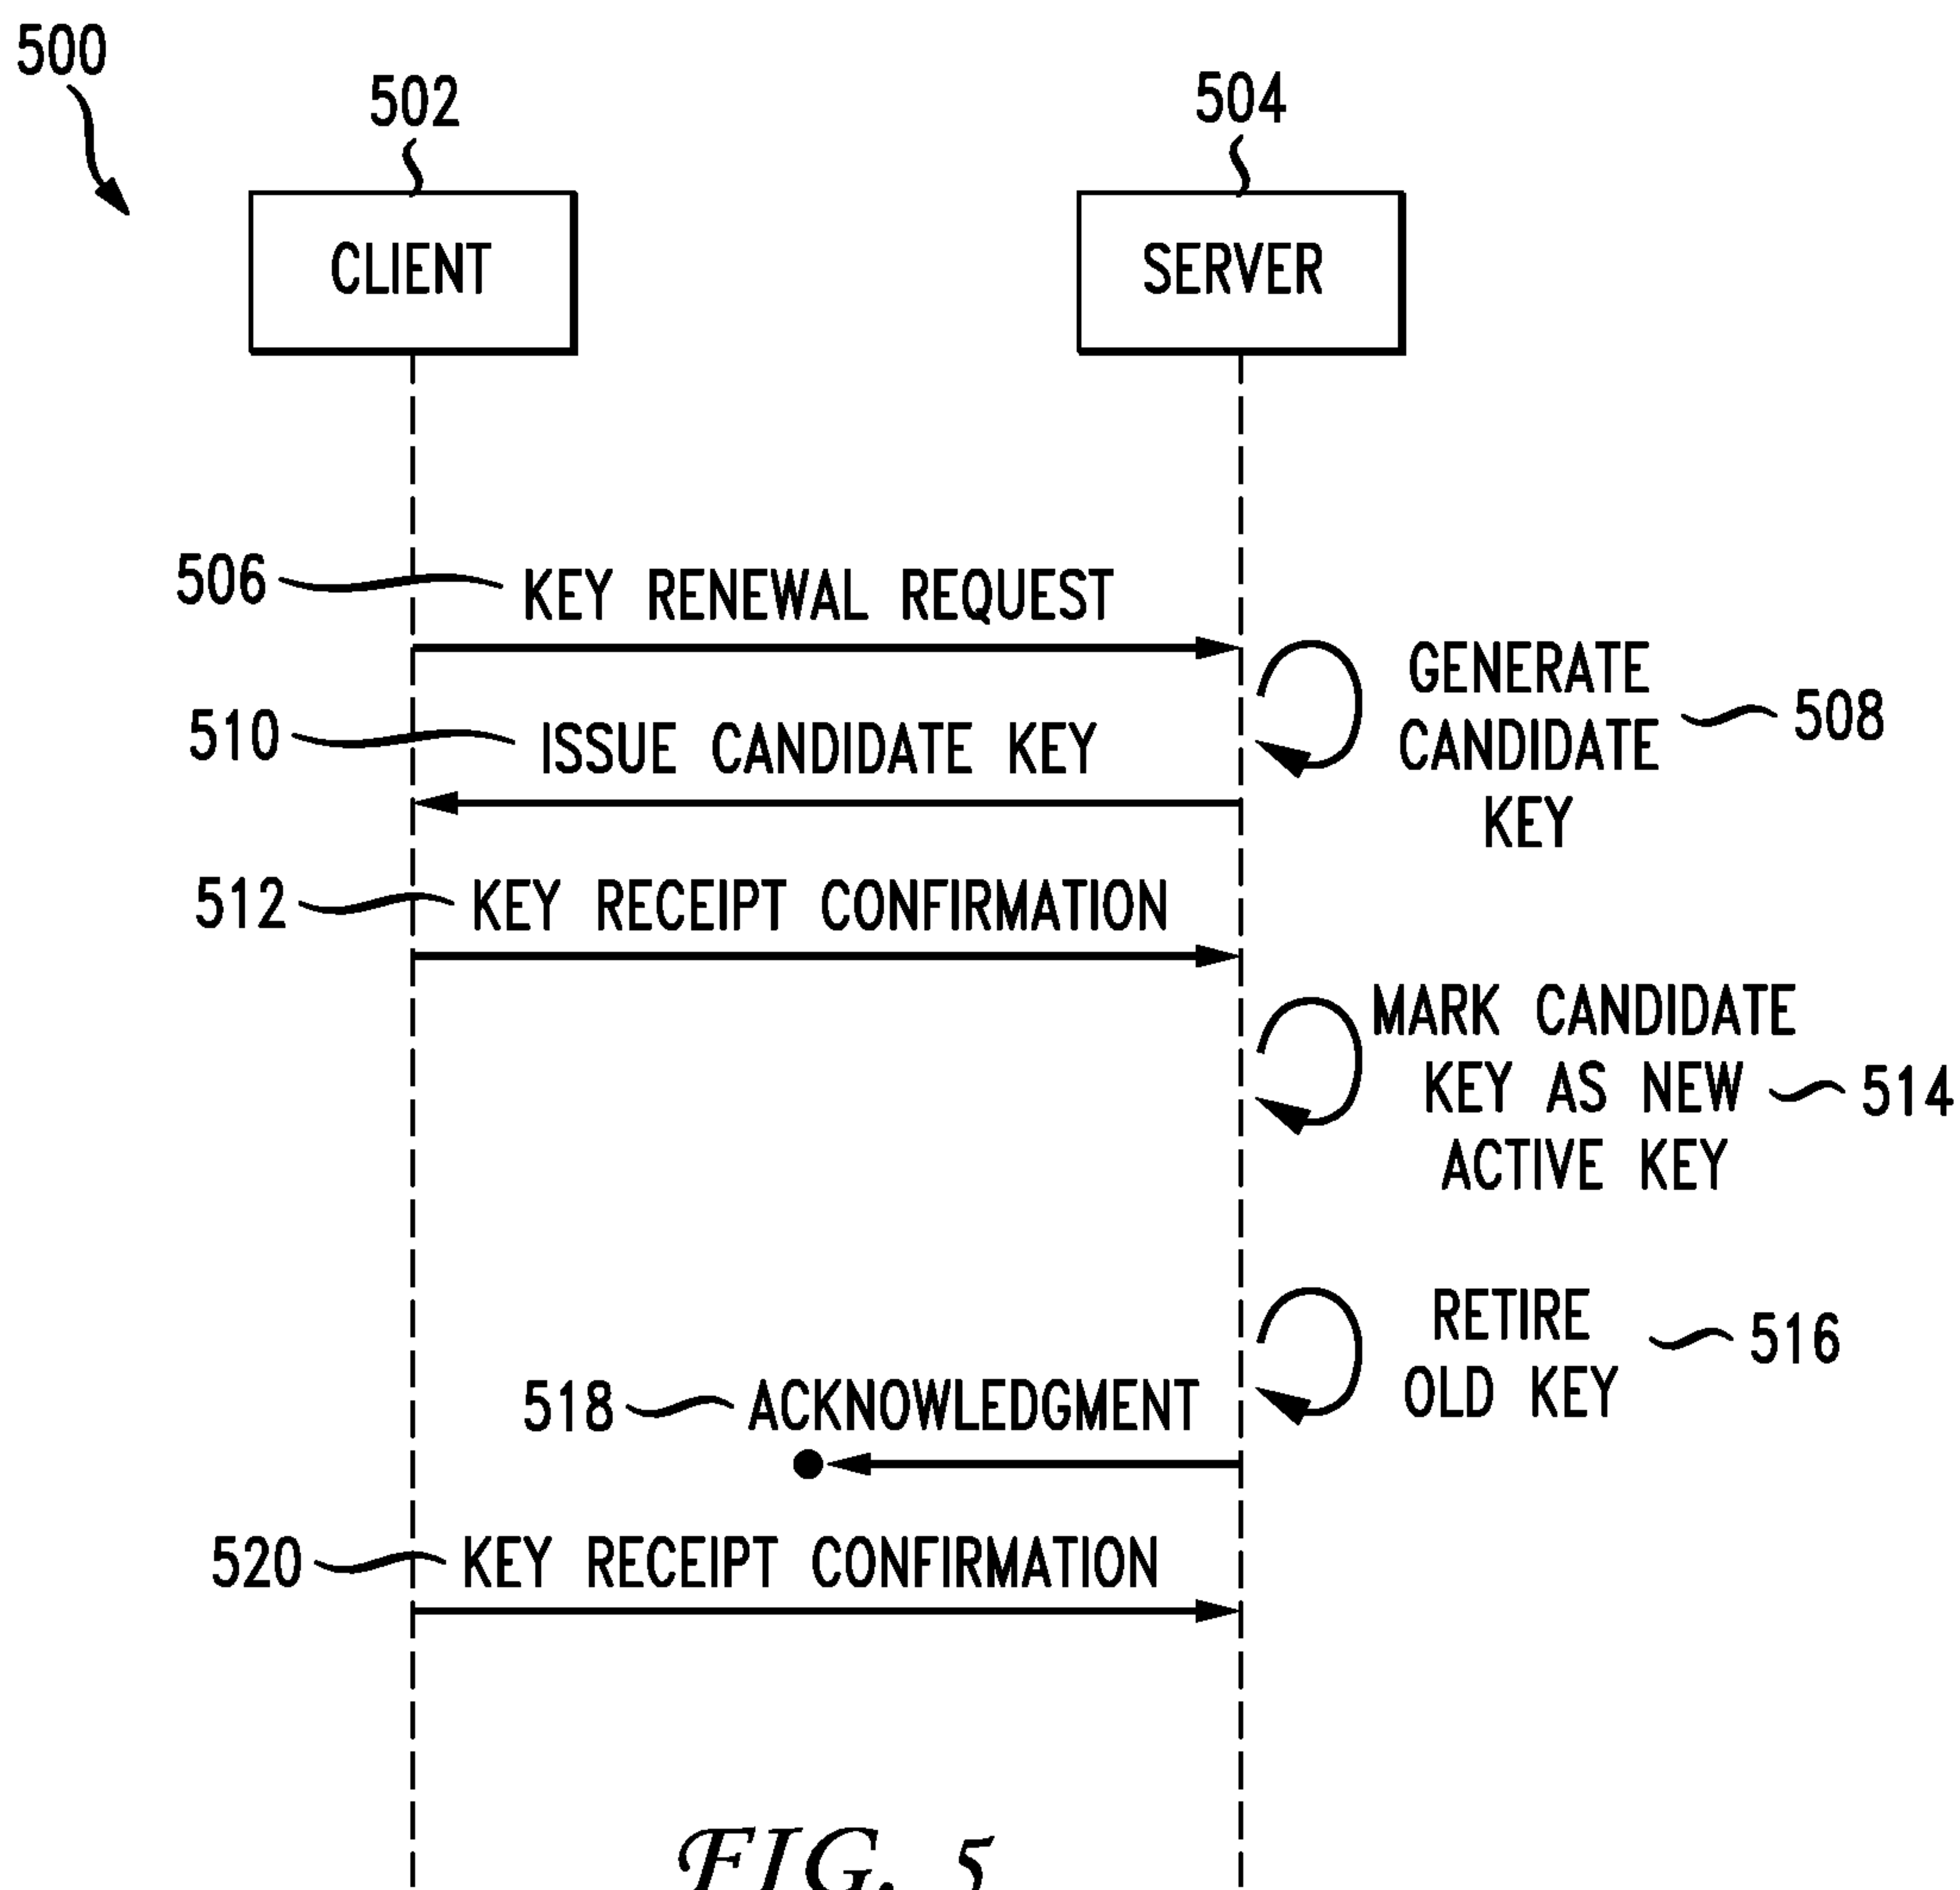 500
502
504
CLIENT
SERVER
506
KEY RENEWAL REQUEST
GENERATE
CANDIDATE
KEY
508
510
ISSUE CANDIDATE KEY
512
KEY RECEIPT CONFIRMATION
MARK CANDIDATE
KEY AS NEW
ACTIVE KEY
514
RETIRE
OLD KEY
516
518
ACKNOWLEDGMENT
520
KEY RECEIPT CONFIRMATION
FIG. 5